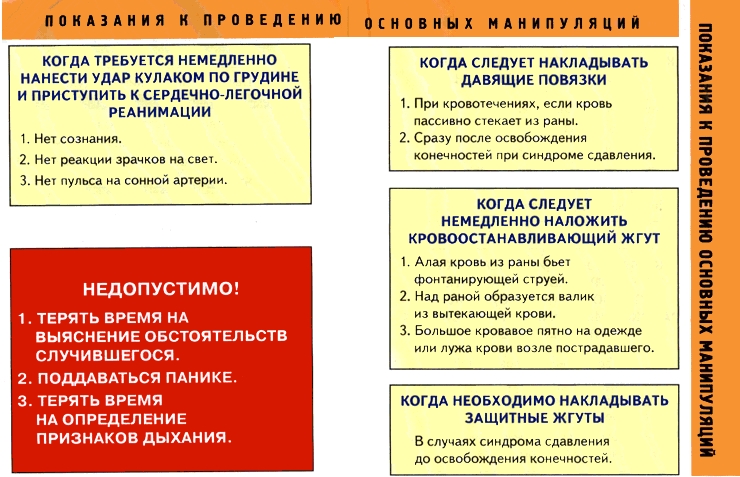 ПОКАЗАНИЯ К ПРОВЕДЕНИЮ ОСНОВНЫХ МАНИПУЛЯЦИЙ
КОГДА ТРЕБУЕТСЯ НЕМЕДЛЕННО
НАНЕСТИ УДАР КУЛАКОМ ПО ГРУДИНЕ
И ПРИСТУПИТЬ К СЕРДЕЧНО-ЛЕГОЧНОЙ
РЕАНИМАЦИИ
1. Нет сознания.
2. Нет реакции зрачков на свет.
3. Нет пульса на сонной артерии.
НЕДОПУСТИМО!
1. ТЕРЯТЬ ВРЕМЯ НА
ВЫЯСНЕНИЕ ОБСТОЯТЕЛЬСТВ
СЛУЧИВШЕГОСЯ.
2. ПОДДАВАТЬСЯ ПАНИКЕ.
3. ТЕРЯТЬ ВРЕМЯ
НА ОПРЕДЕЛЕНИЕ
ПРИЗНАКОВ ДЫХАНИЯ.
КОГДА СЛЕДУЕТ НАКЛАДЫВАТЬ
ДАВЯЩИЕ ПОВЯЗКИ
1. При кровотечениях, если кровь
пассивно стекает из раны.
2. Сразу после освобождения
конечностей при синдроме сдавления.
КОГДА СЛЕДУЕТ
НЕМЕДЛЕННО НАЛОЖИТЬ
КРОВООСТАНАВЛИВАЮЩИЙ ЖГУТ
1. Алая кровь из раны бьет
фонтанирующей струей.
2. Над раной образуется валик
из вытекающей крови.
3. Большое кровавое пятно на одежде
или лужа крови возле пострадавшего.
КОГДА НЕОБХОДИМО НАКЛАДЫВАТЬ
ЗАЩИТНЫЕ ЖГУТЫ
В случаях синдрома сдавления
до освобождения конечностей.
ПОКАЗАНИЯ К ПРОВЕДЕНИЮ ОСНОВНЫХ МАНИПУЛЯЦИЙ